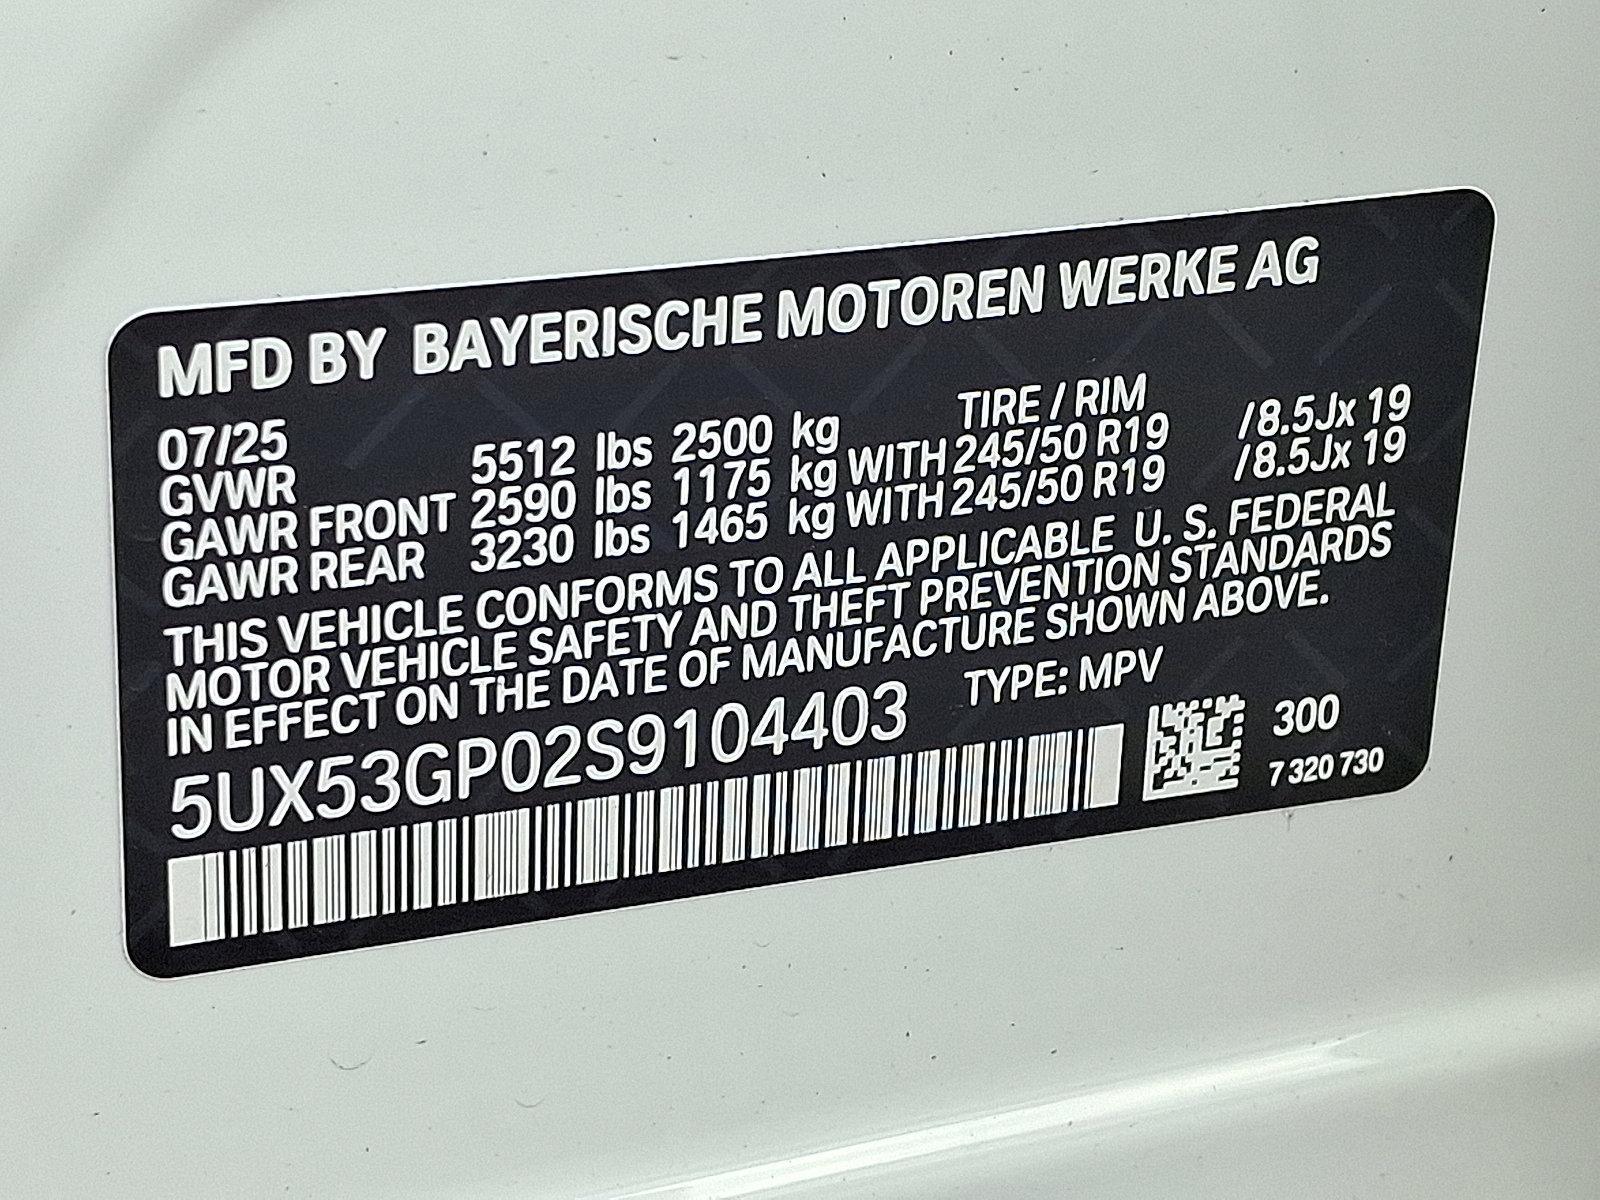 MFD BY BAYERISCHE MOTOREN WERKE AG
07/25 TIRE / RIM
GVWR 5512 lbs 2500 kg
GAWR FRONT 2590 lbs 1175 kg WITH 245/50 R19 /8.5Jx 19
GAWR REAR 3230 lbs 1465 kg WITH 245/50 R19 /8.5Jx 19
THIS VEHICLE CONFORMS TO ALL APPLICABLE U. S. FEDERAL
MOTOR VEHICLE SAFETY AND THEFT PREVENTION STANDARDS
IN EFFECT ON THE DATE OF MANUFACTURE SHOWN ABOVE.
5UX53GP02S9104403 TYPE: MPV
300
7 320 730